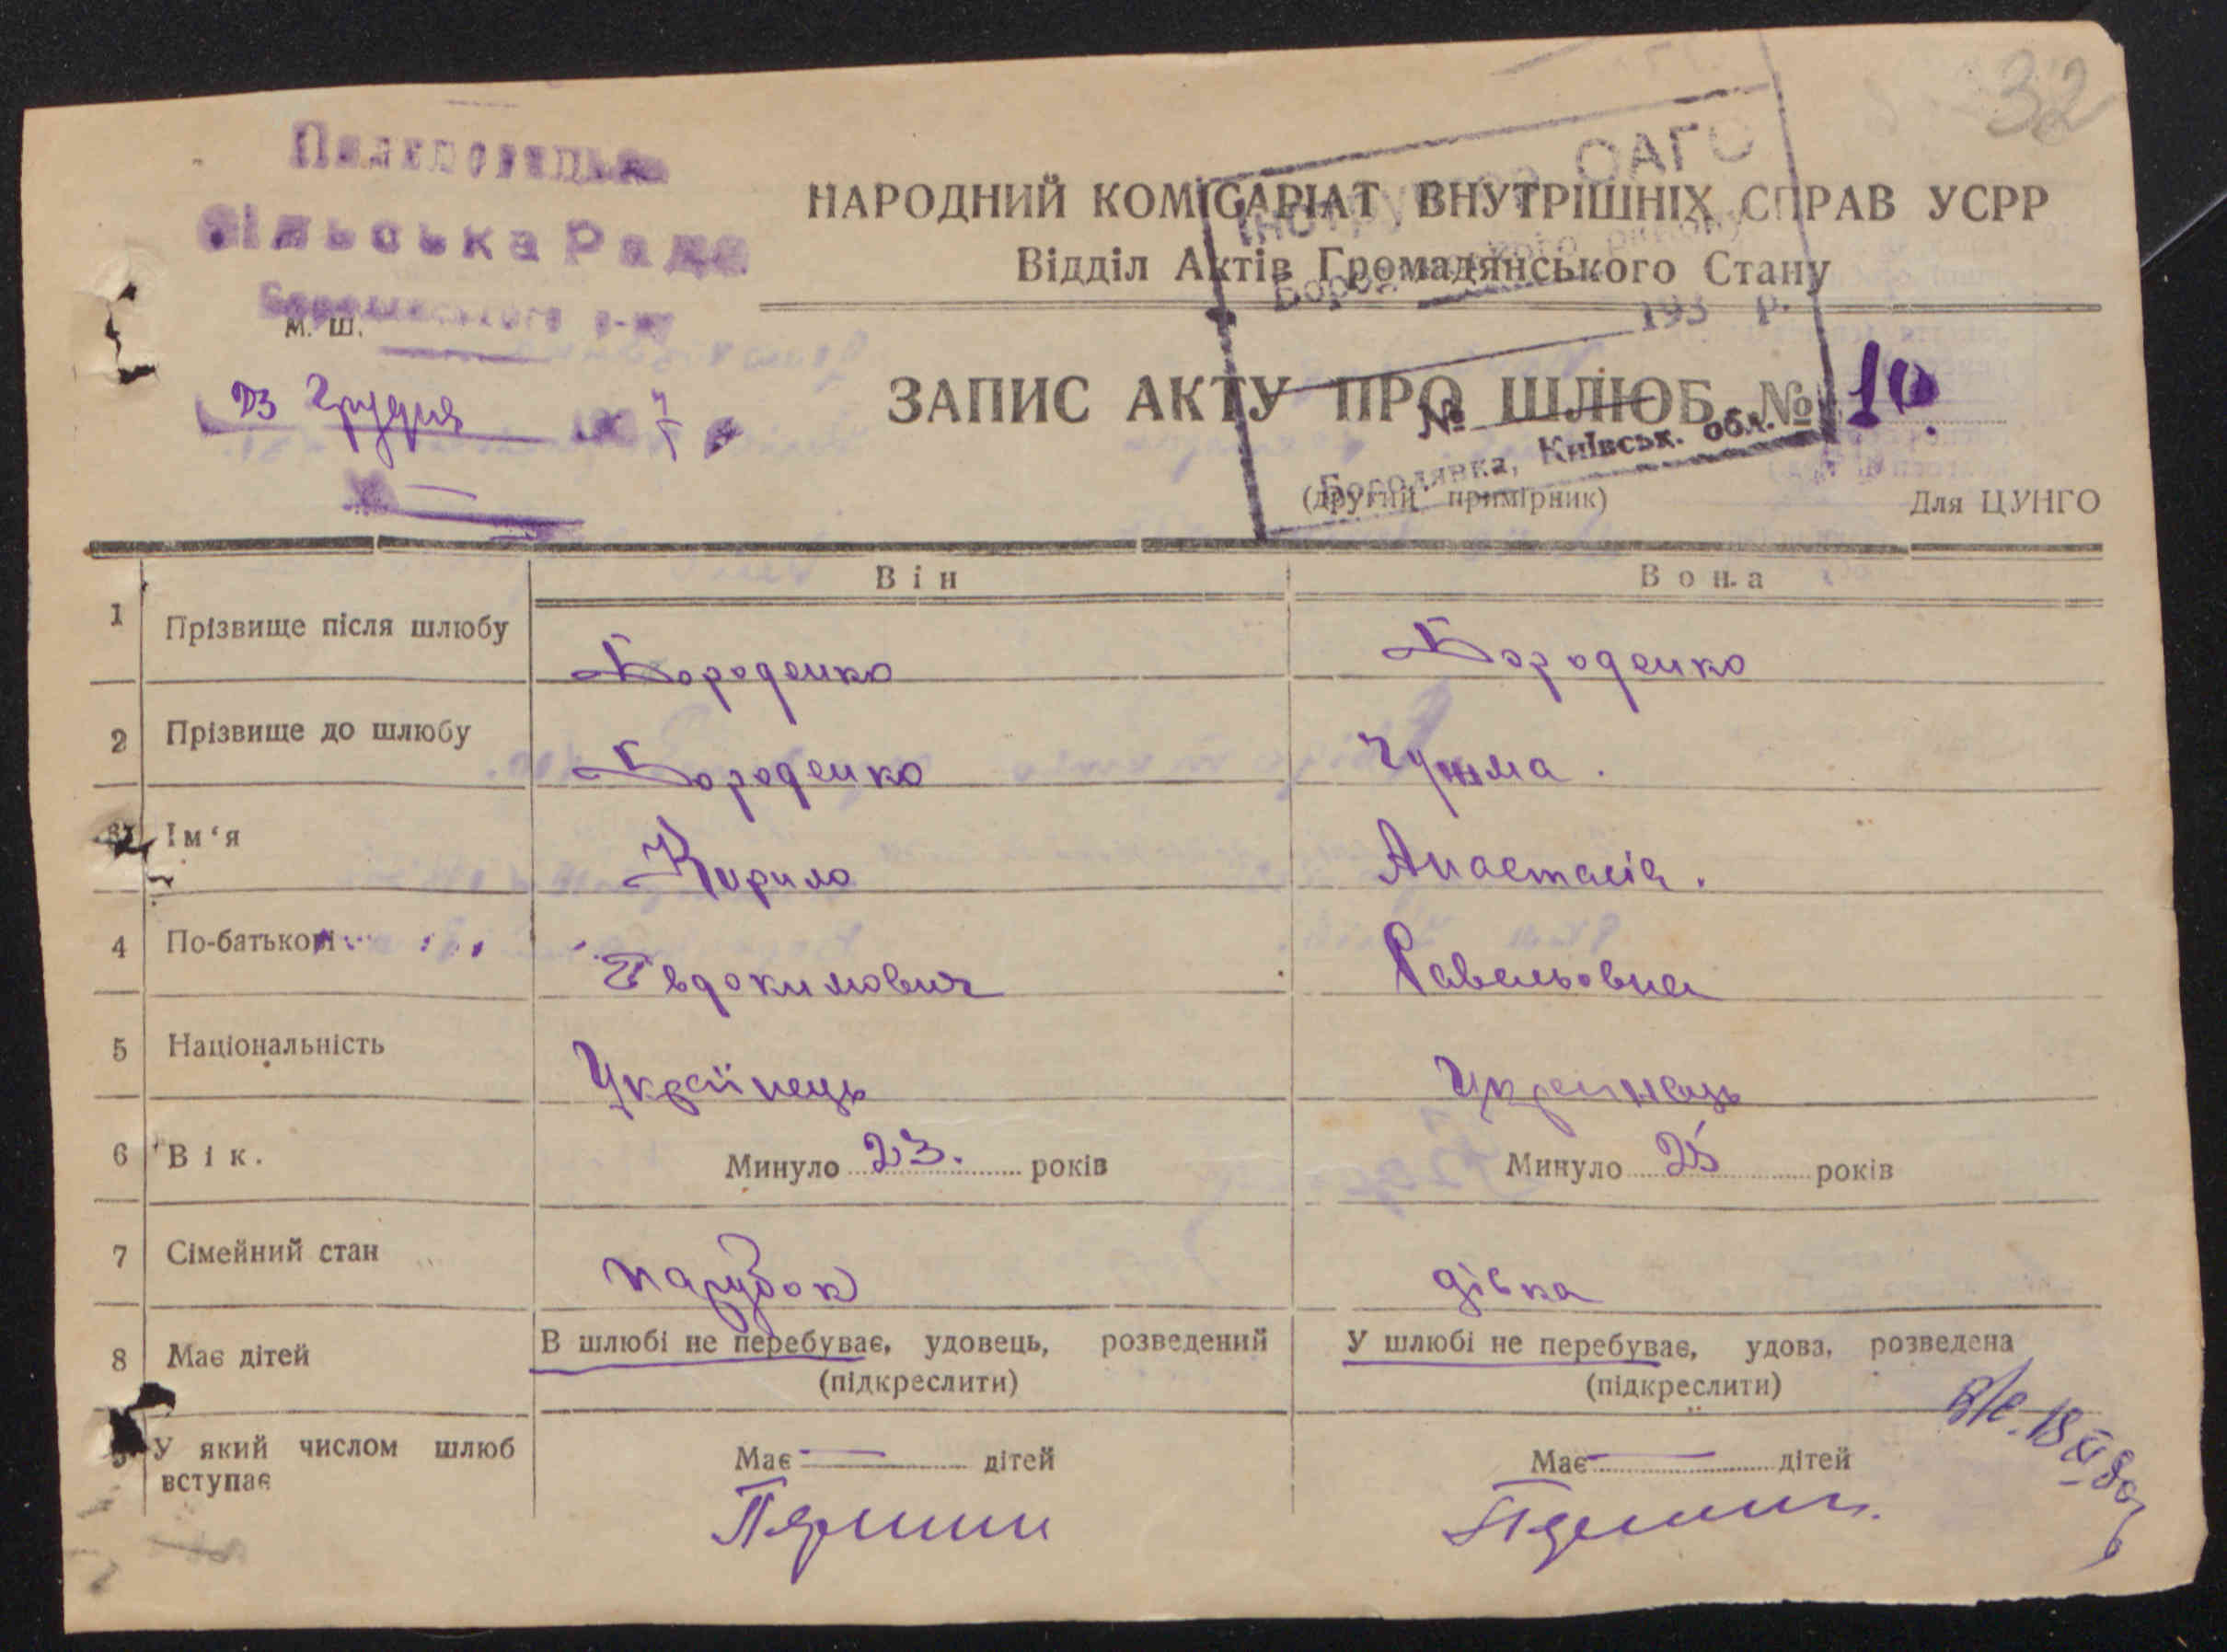 32
Сільська Рада
НАРОДНИЙ КОМІСАРІАТ ВНУТРІШНІХ СПРАВ УСРР
Відділ Актів Громадянського Стану
ОАГС
193 р.
№
Бородянка, Київськ. обл.
М. Ш.
23 Грудня
ЗАПИС АКТУ ПРО ШЛЮБ № 10
(другий примірник)
Для ЦУНГО
Він Вона
1 Прізвище після шлюбу Бороденко Бороденко
2 Прізвище до шлюбу Бороденко
Ім'я Кирило Анастасія.
4 По-батькові Евдокимович Павельовна
5 Національність Українець Українець
6 Вік. Минуло 23. років Минуло 25 років
7 Сімейний стан парубок дівка
8 Має дітей В шлюбі не перебуває, удовець, розведений У шлюбі не перебуває, удова, розведена
(підкреслити) (підкреслити)
У який числом шлюб Має — дітей Має — дітей
вступає